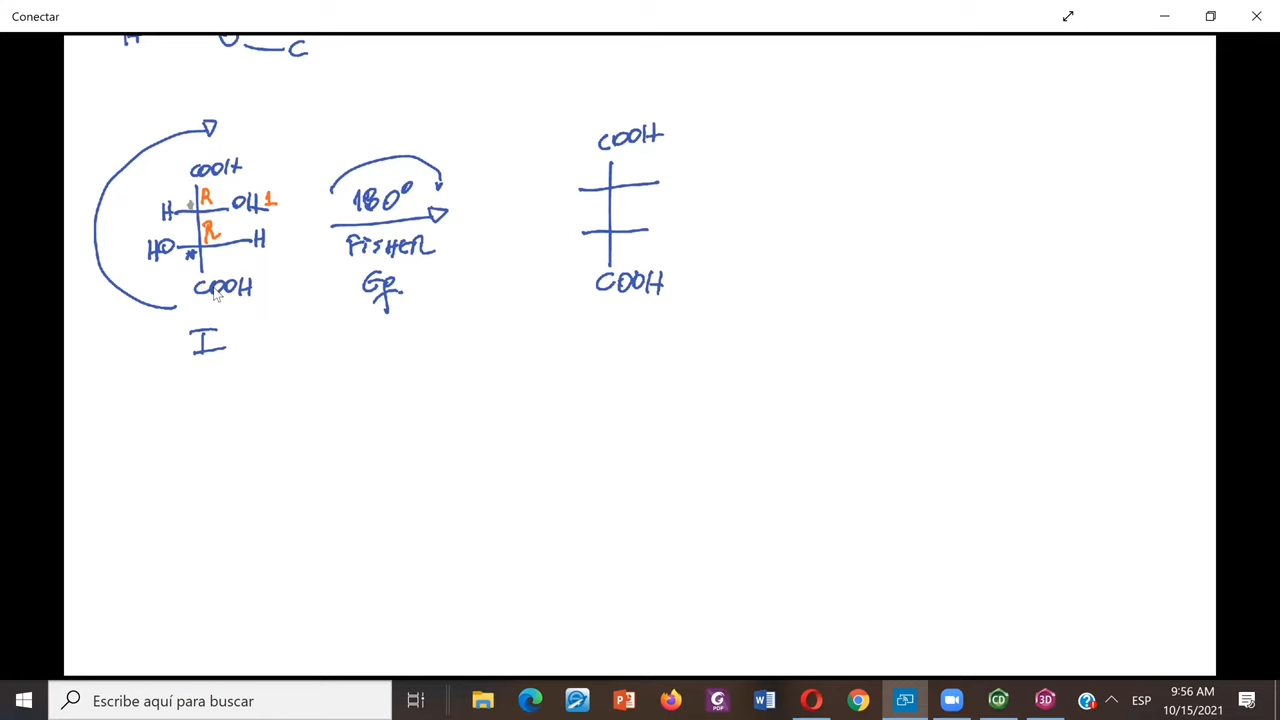 Conectar
H O C
COOH
COOH
R
H OH 1
180°
R
HO * H
FISHER
COOH
COOH
I
Escribe aquí para buscar
ESP
9:56 AM
10/15/2021